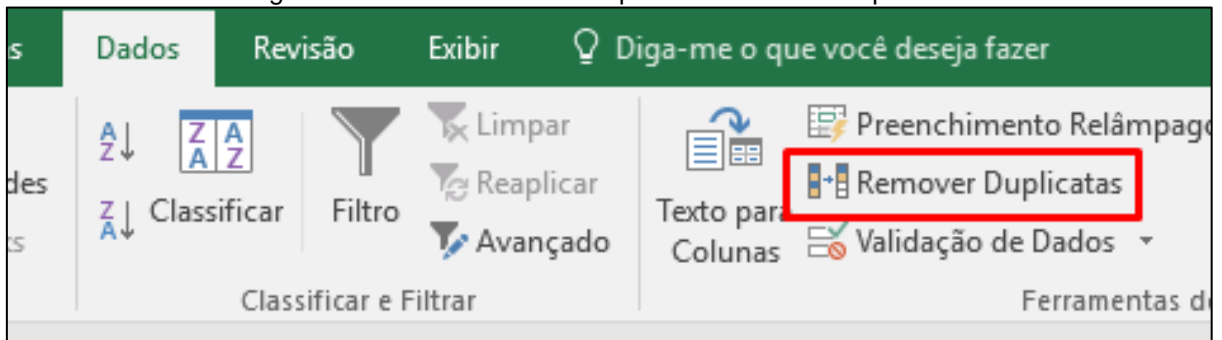 s Dados Revisão Exibir Diga-me o que você deseja fazer
Limpar Preenchimento Relâmpago
des Classificar Filtro Reaplicar Texto para Colunas Remover Duplicatas
Avançado Validação de Dados
Classificar e Filtrar Ferramentas d